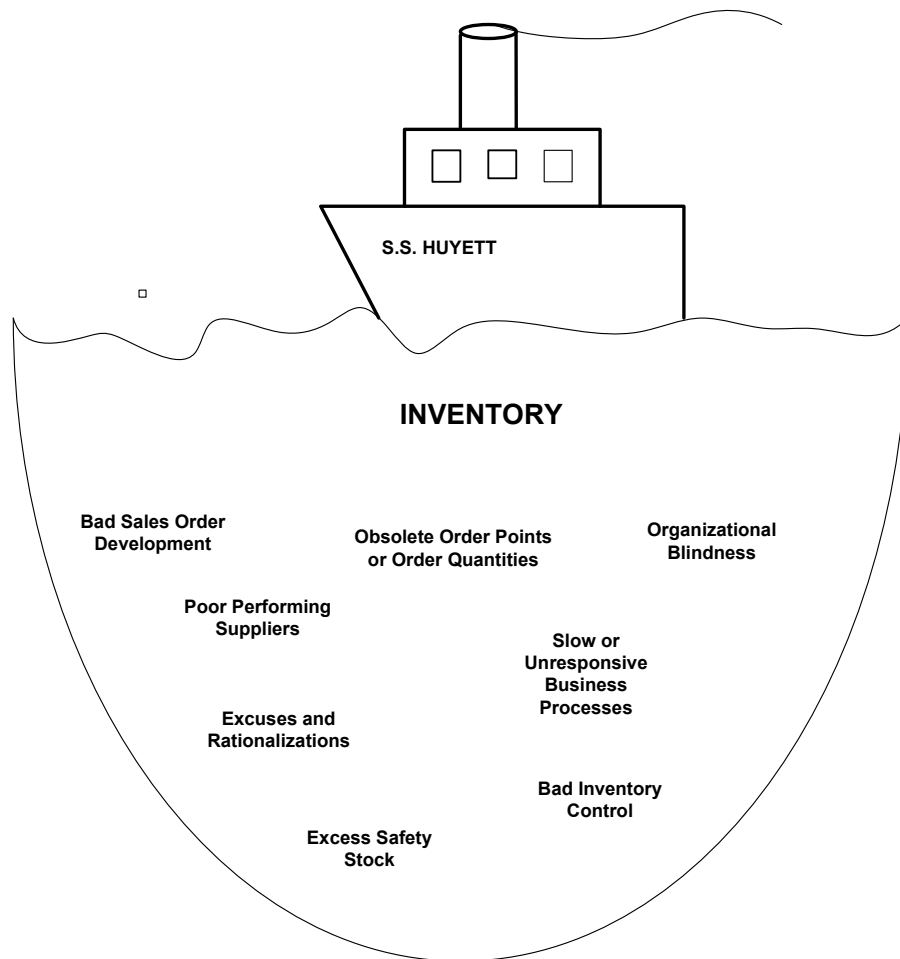 S.S. HUYETT
INVENTORY
Bad Sales Order
Development
Obsolete Order Points
or Order Quantities
Organizational
Blindness
Poor Performing
Suppliers
Slow or
Unresponsive
Business
Processes
Excuses and
Rationalizations
Bad Inventory
Control
Excess Safety
Stock